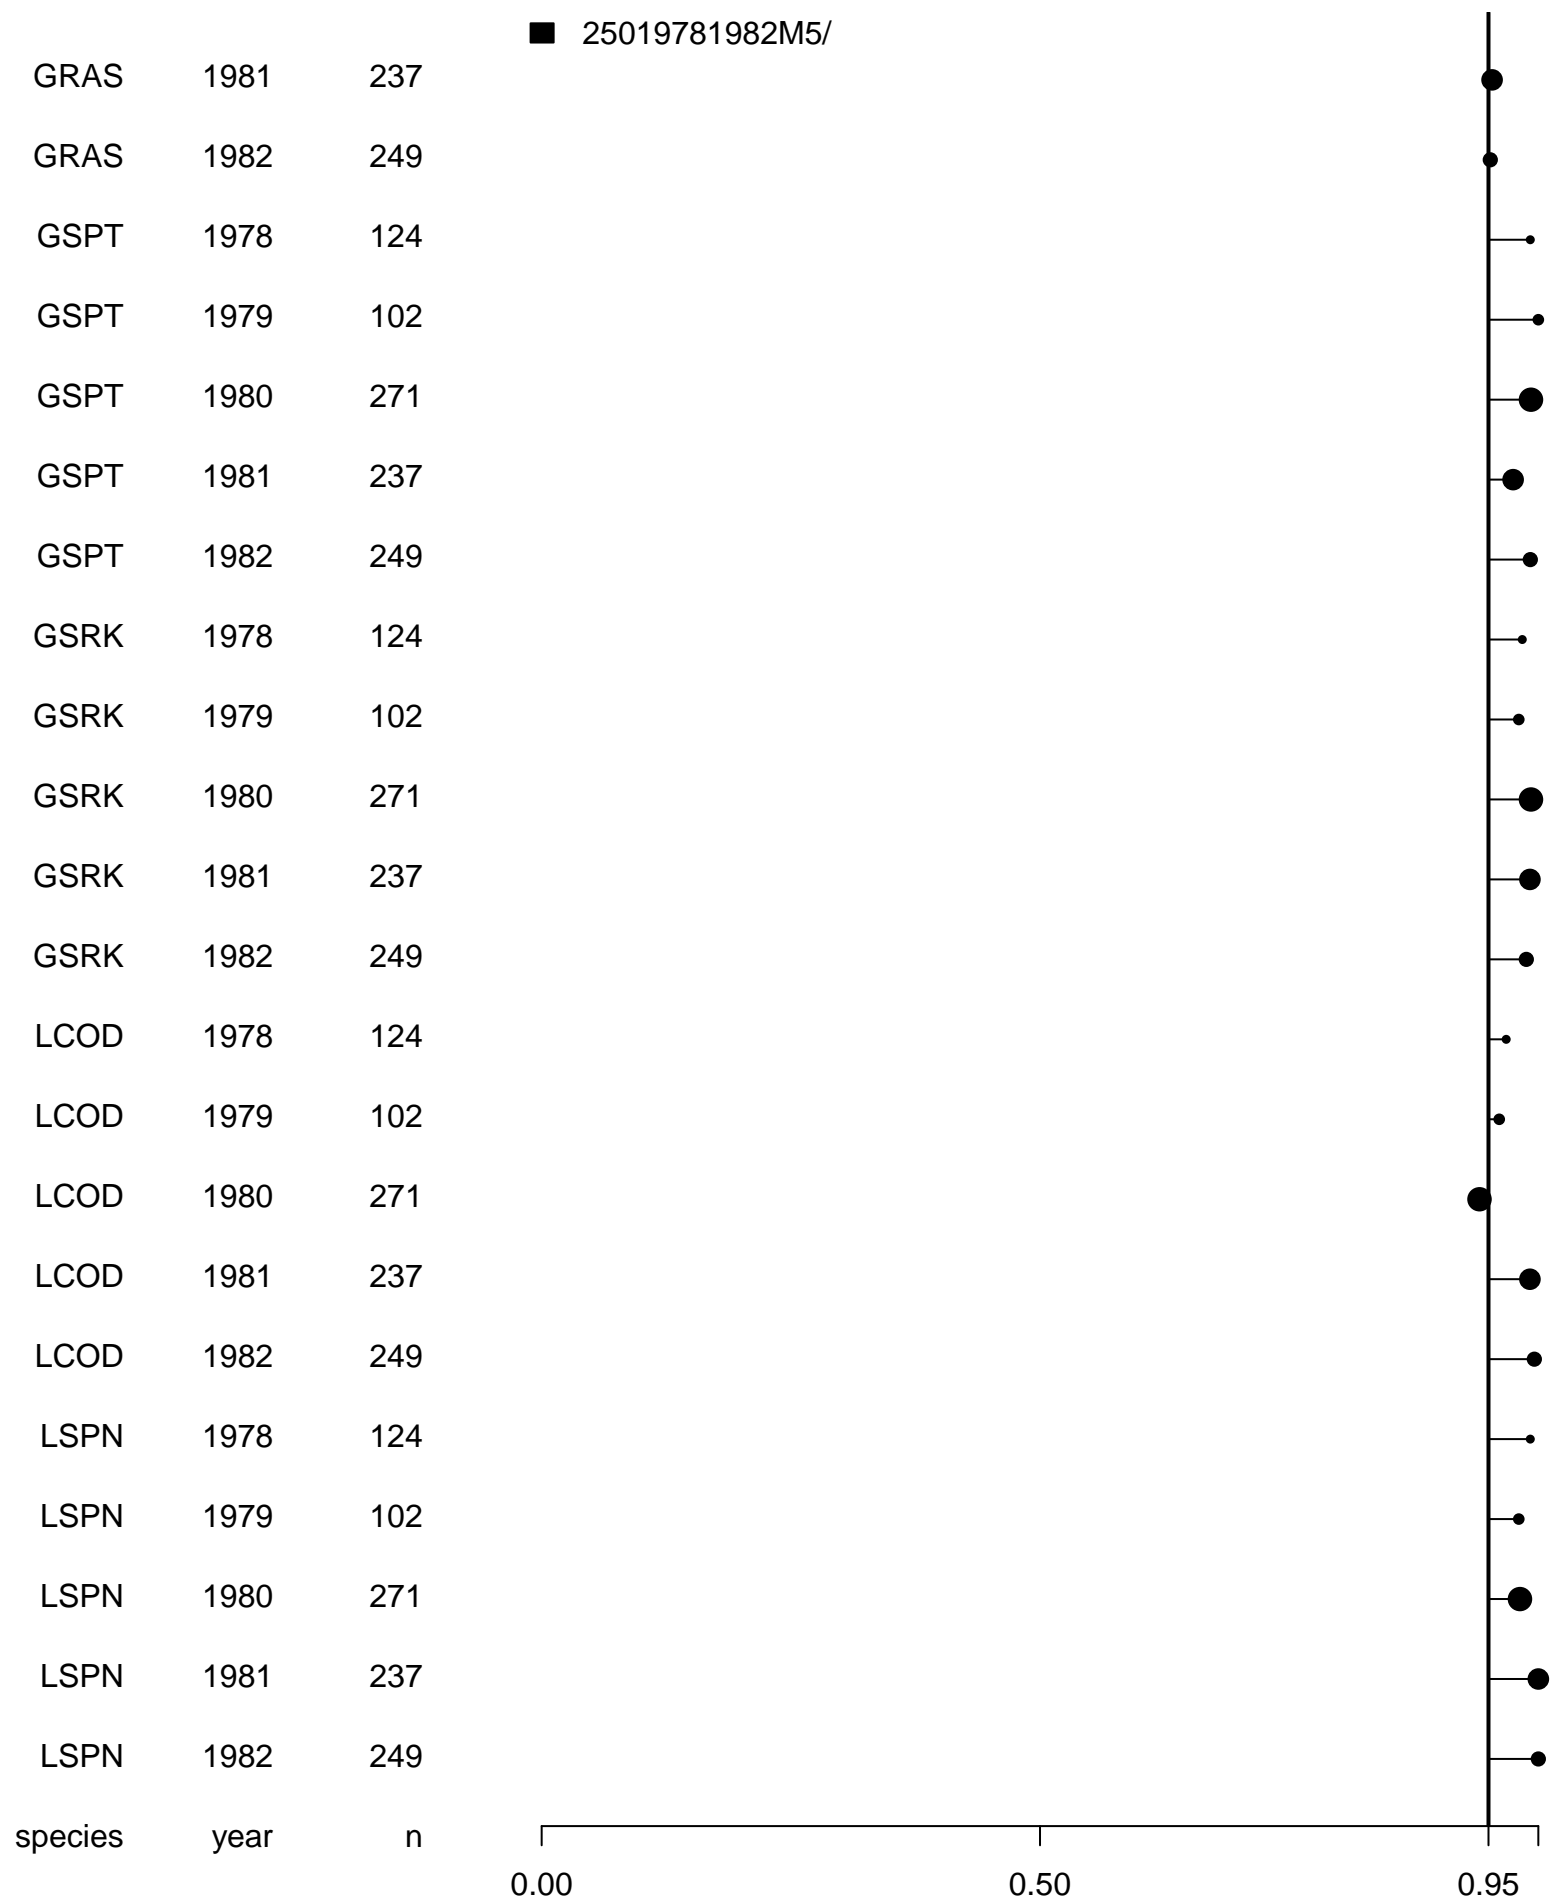 25019781982M5/
GRAS 1981 237
GRAS 1982 249
GSPT 1978 124
GSPT 1979 102
GSPT 1980 271
GSPT 1981 237
GSPT 1982 249
GSRK 1978 124
GSRK 1979 102
GSRK 1980 271
GSRK 1981 237
GSRK 1982 249
LCOD 1978 124
LCOD 1979 102
LCOD 1980 271
LCOD 1981 237
LCOD 1982 249
LSPN 1978 124
LSPN 1979 102
LSPN 1980 271
LSPN 1981 237
LSPN 1982 249
species year n
0.00 0.50 0.95